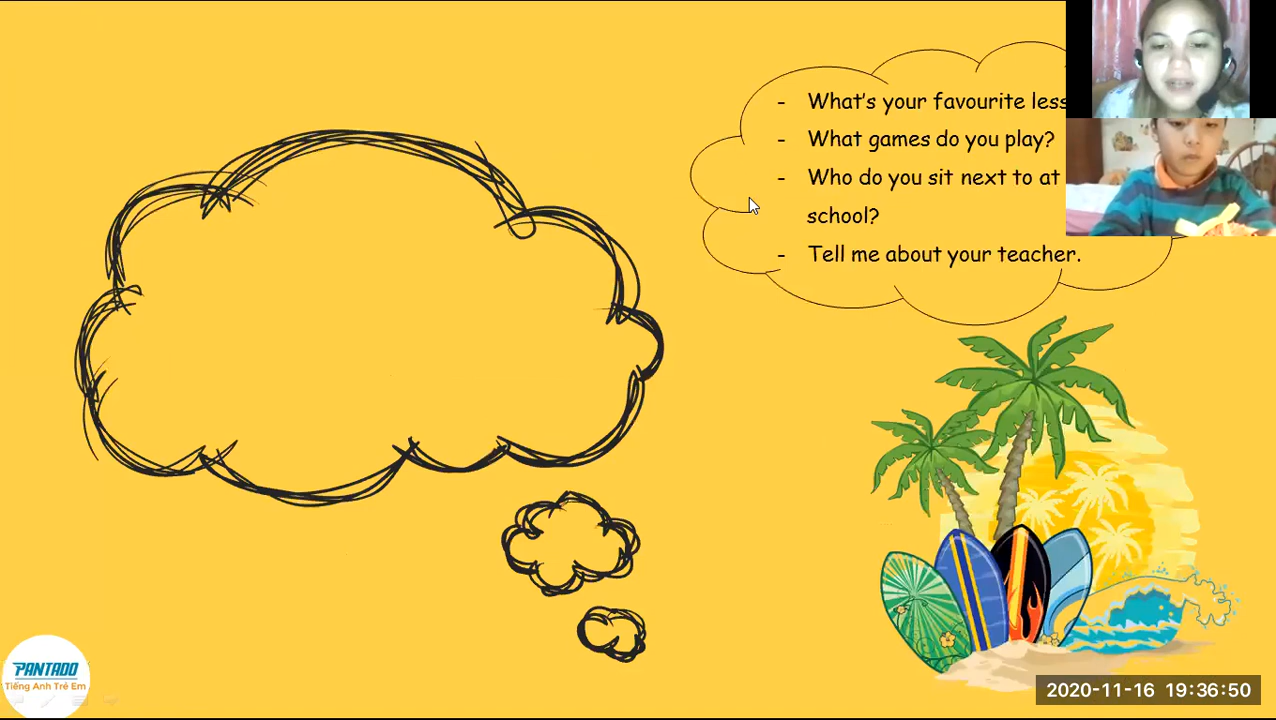 - What's your favourite
- What games do you play?
- Who do you sit next to at
school?
- Tell me about your teacher.
PANTADO
Tiếng Anh Trẻ Em
2020-11-16 19:36:50